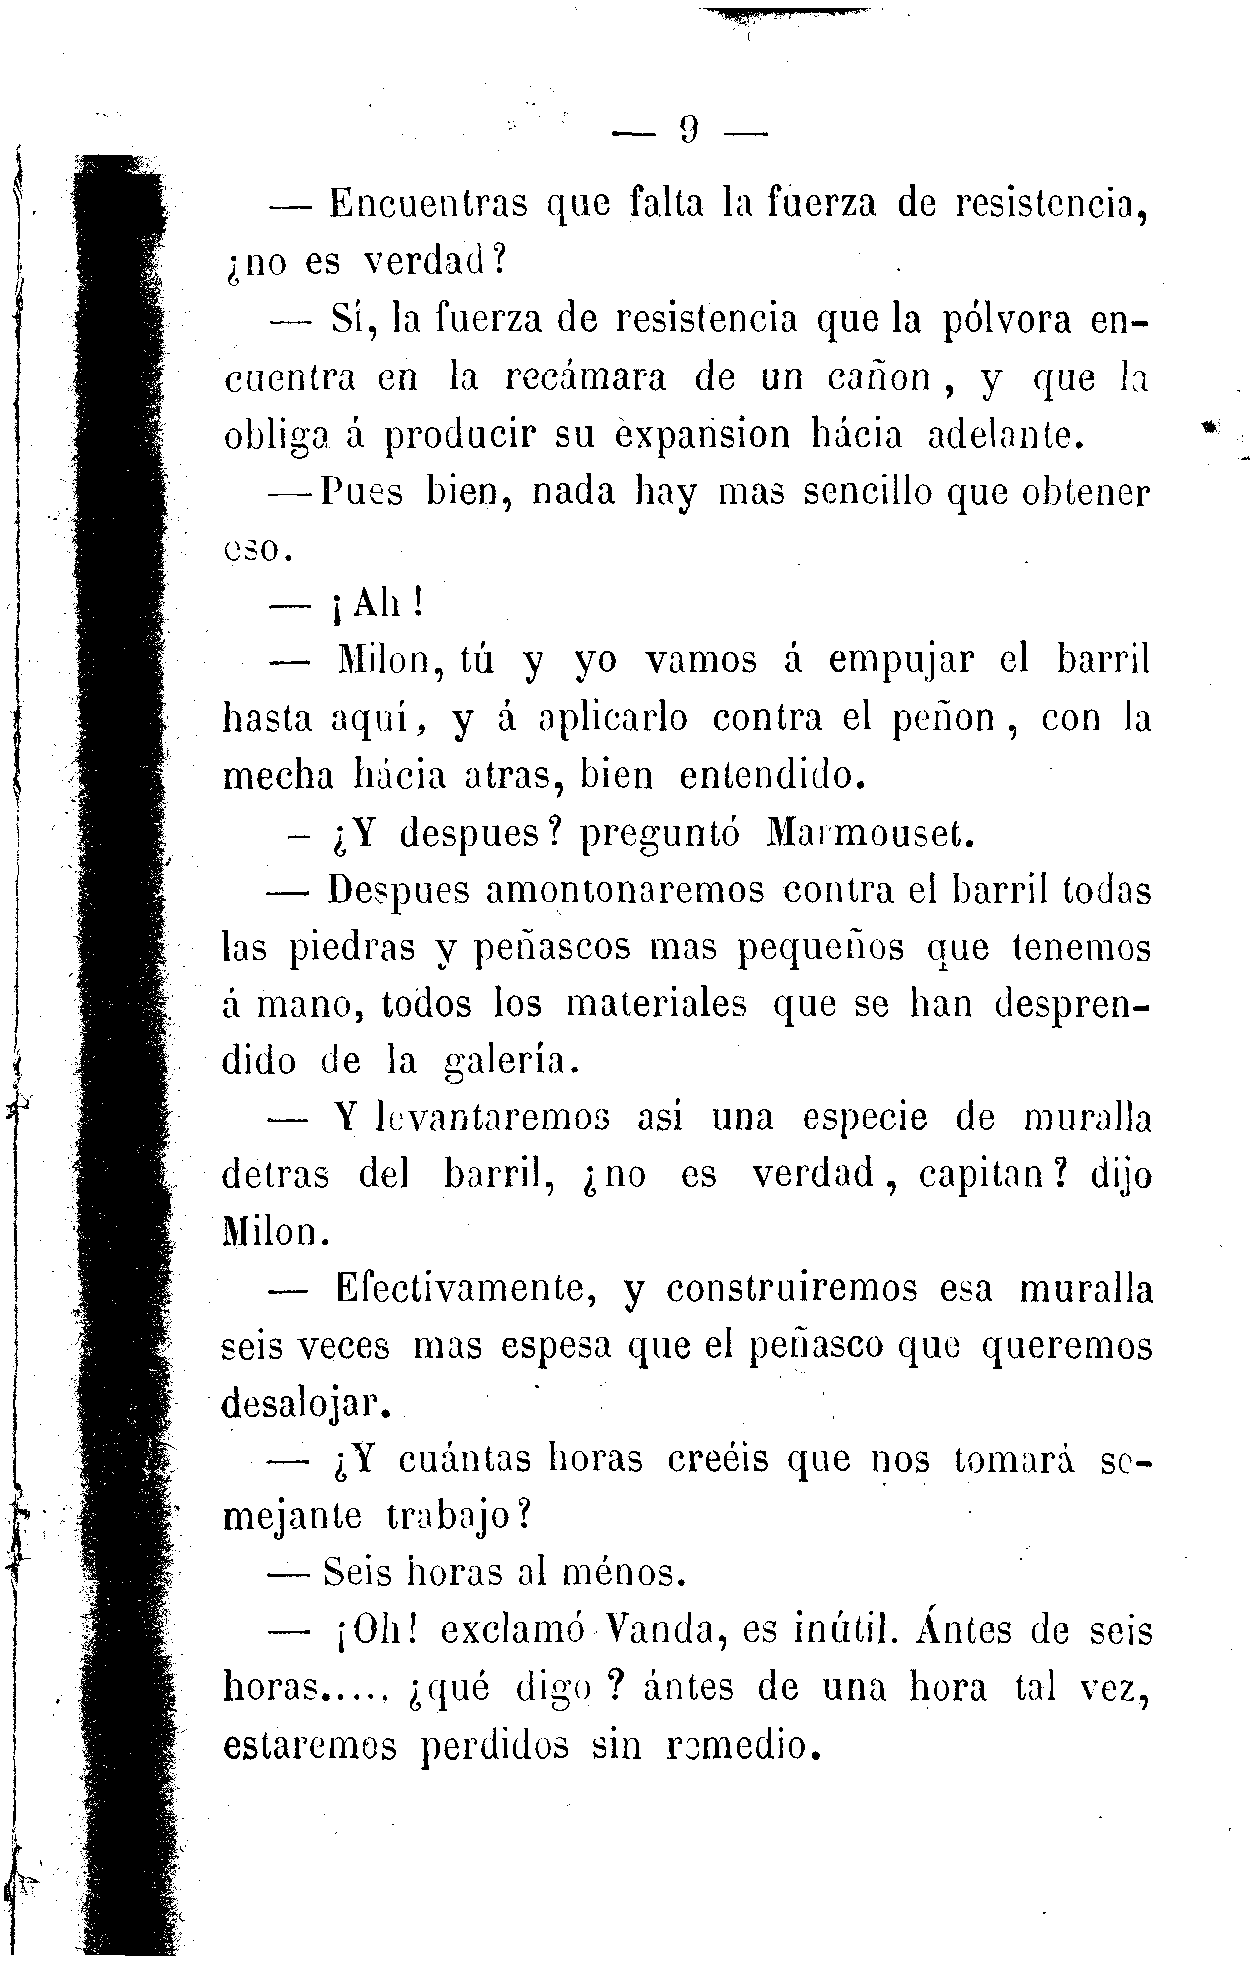 — 9 —
— Encuentras que falta la fuerza de resistencia,
¿no es verdad?
— Sí, la fuerza de resistencia que la pólvora en-
cuentra en la recámara de un cañon, y que la
obliga á producir su expansion hácia adelante.
— Pues bien, nada hay mas sencillo que obtener
eso.
— ¡Ah!
— Milon, tú y yo vamos á empujar el barril
hasta aquí, y á aplicarlo contra el peñon, con la
mecha hácia atras, bien entendido.
– ¿Y despues? preguntó Marmouset.
— Despues amontonaremos contra el barril todas
las piedras y peñascos mas pequeños que tenemos
á mano, todos los materiales que se han despren-
dido de la galería.
— Y levantaremos asi una especie de muralla
detras del barril, ¿no es verdad, capitan? dijo
Milon.
— Efectivamente, y construiremos esa muralla
seis veces mas espesa que el peñasco que queremos
desalojar.
— ¿Y cuántas horas creéis que nos tomará se-
mejante trabajo?
— Seis horas al ménos.
— ¡Oh! exclamó Vanda, es inútil. Ántes de seis
horas..... ¿qué digo? ántes de una hora tal vez,
estaremos perdidos sin remedio.